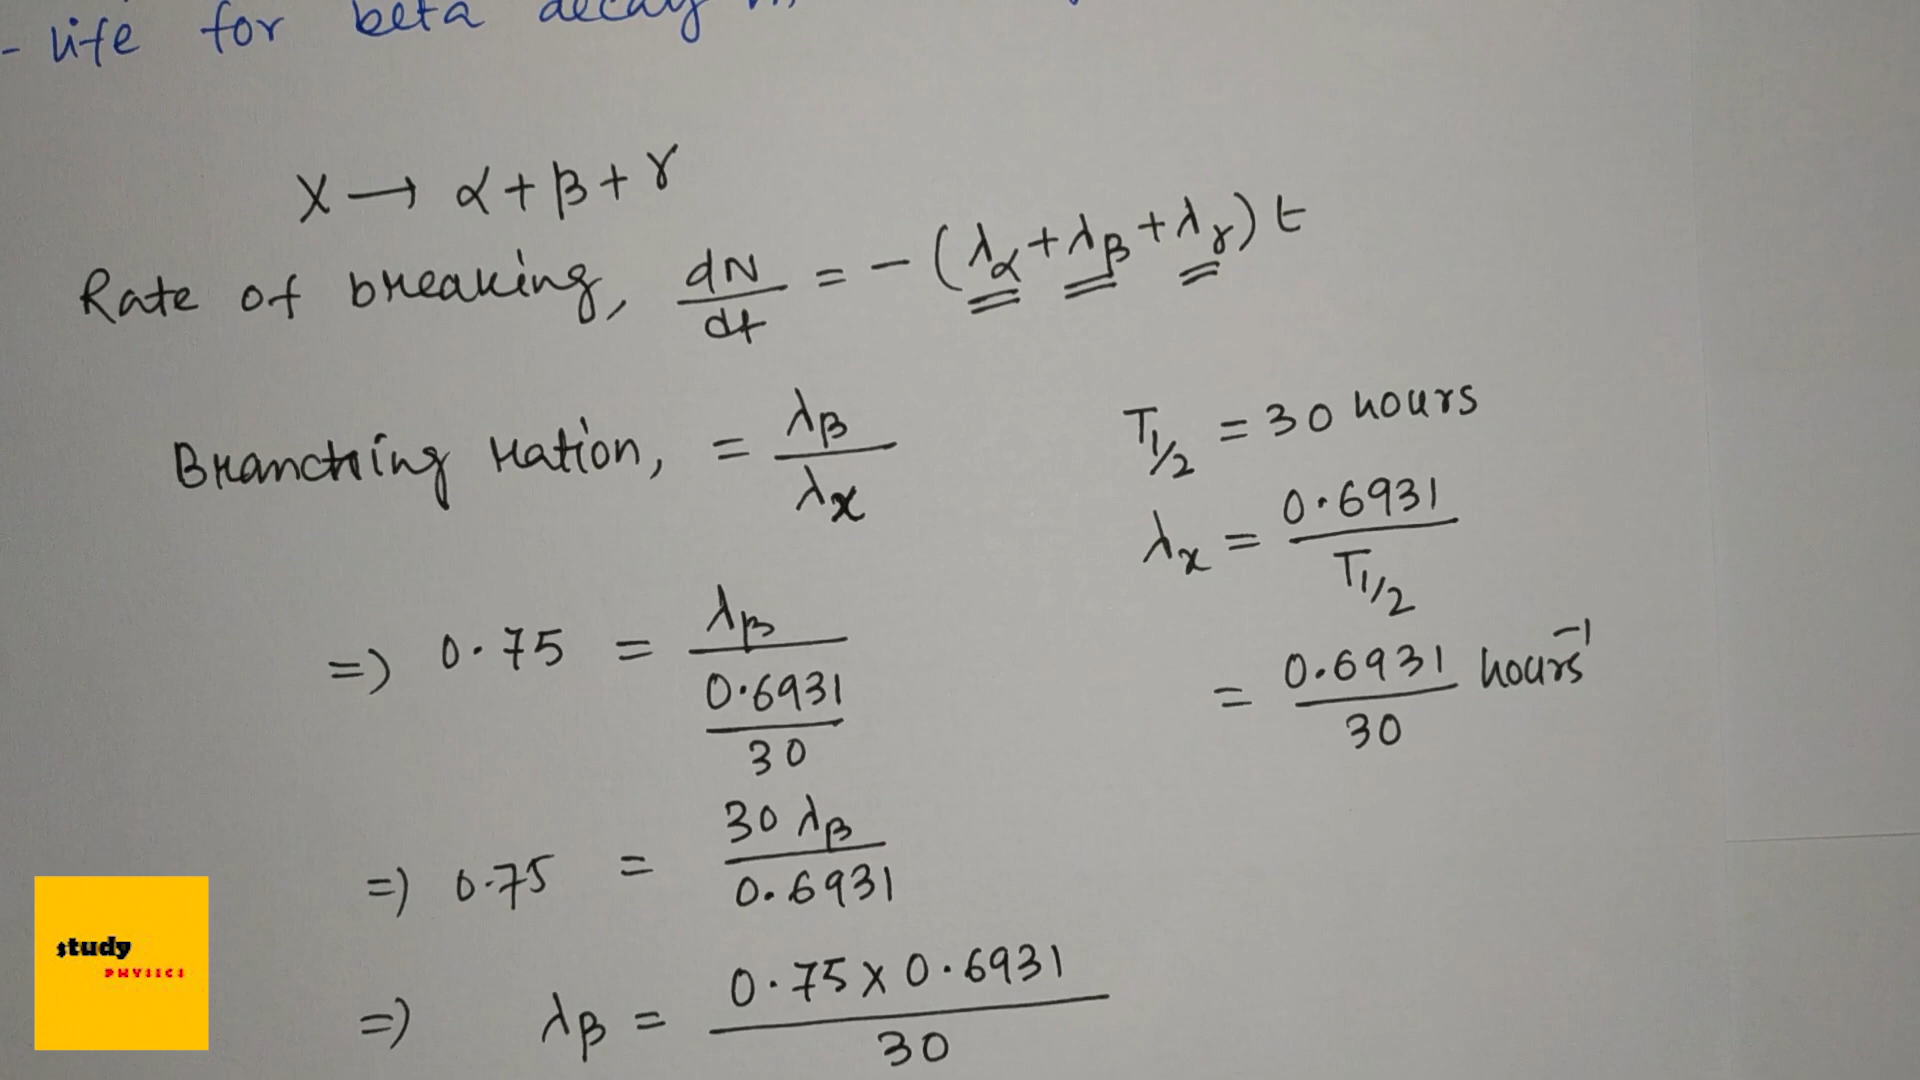 - life for beta decay
X → α + β + γ
Rate of breaking, dN/dt = - (λα + λβ + λγ) t
Branching ration, = λβ/λx
T1/2 = 30 hours
λx = 0.6931/T1/2
= 0.6931/30 hours⁻¹
=) 0.75 = λβ/(0.6931/30)
=) 0.75 = 30 λβ/0.6931
=) λβ = 0.75 x 0.6931/30
study
PHYSICS